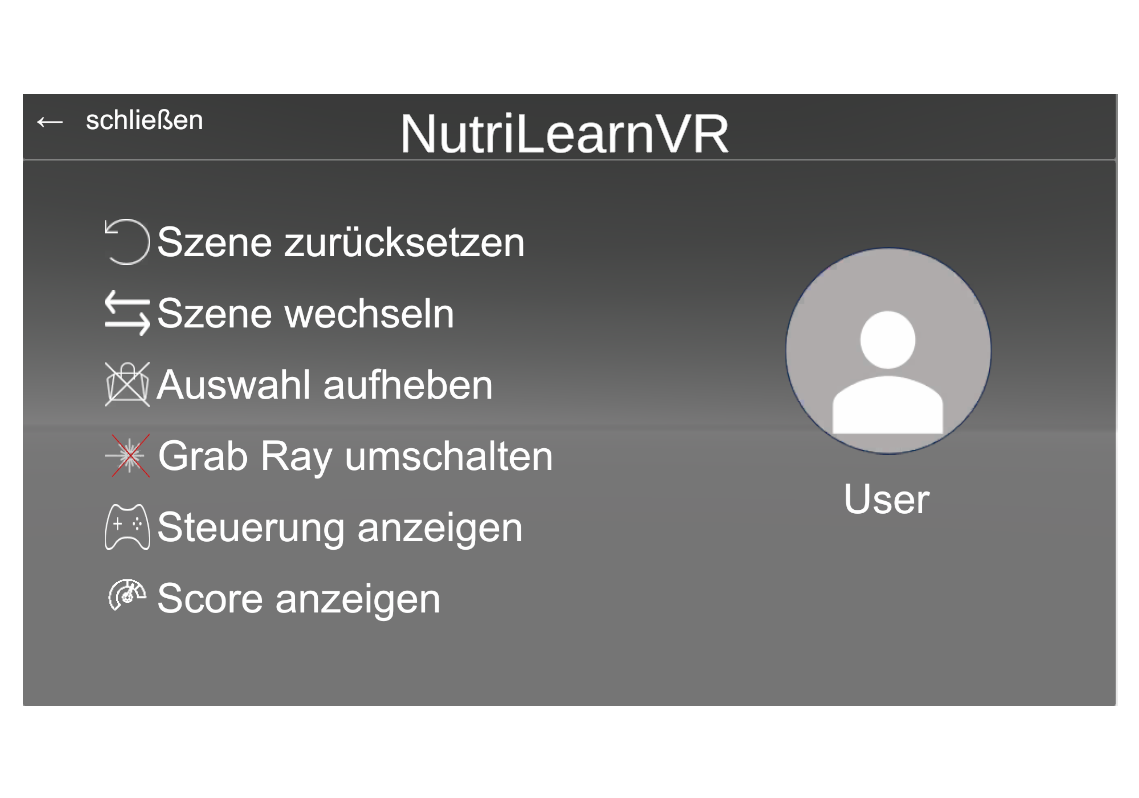 ← schließen
NutriLearnVR
Szene zurücksetzen
Szene wechseln
Auswahl aufheben
Grab Ray umschalten
Steuerung anzeigen
Score anzeigen
User